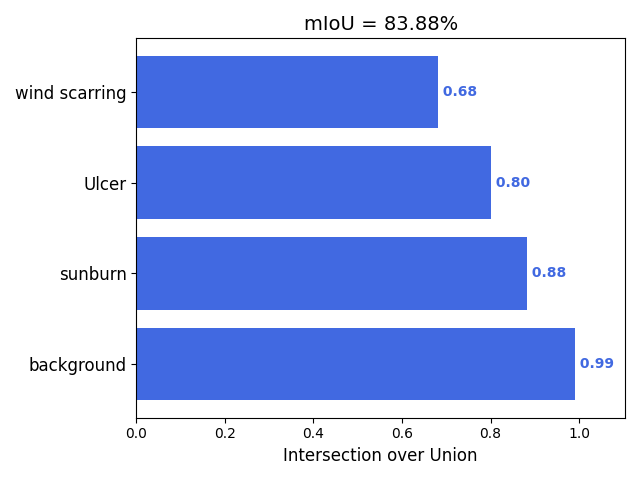 mIoU = 83.88%
wind scarring
0.68
Ulcer
0.80
sunburn
0.88
background
0.99
0.0 0.2 0.4 0.6 0.8 1.0
Intersection over Union